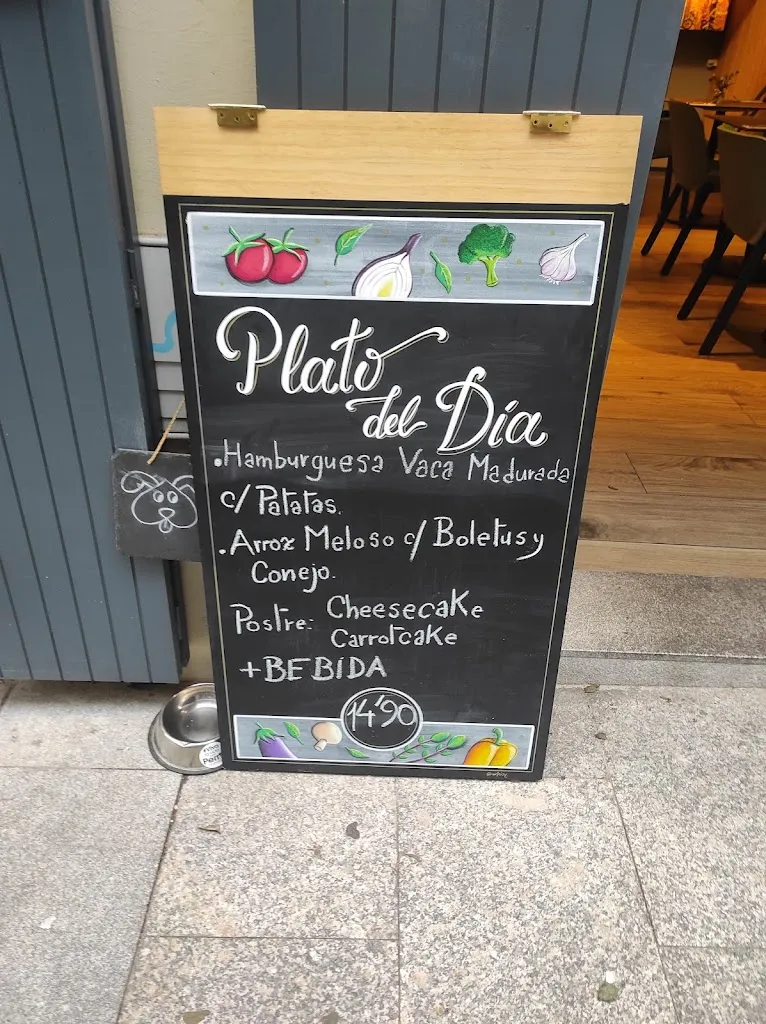 Plato
del Día
.Hamburguesa Vaca Madurada
c/Patatas.
.Arroz Meloso c/ Boletus y
Conejo.
Postre: Cheesecake
Carrotcake
+BEBIDA
14'90